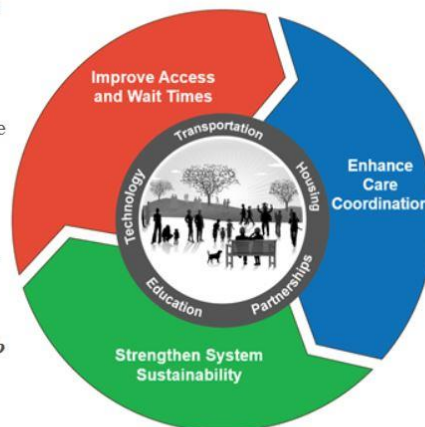 Improve Access
and Wait Times
Enhance
Care
Coordination
Strengthen System
Sustainability
Transportation
Housing
Partnerships
Education
Technology
e